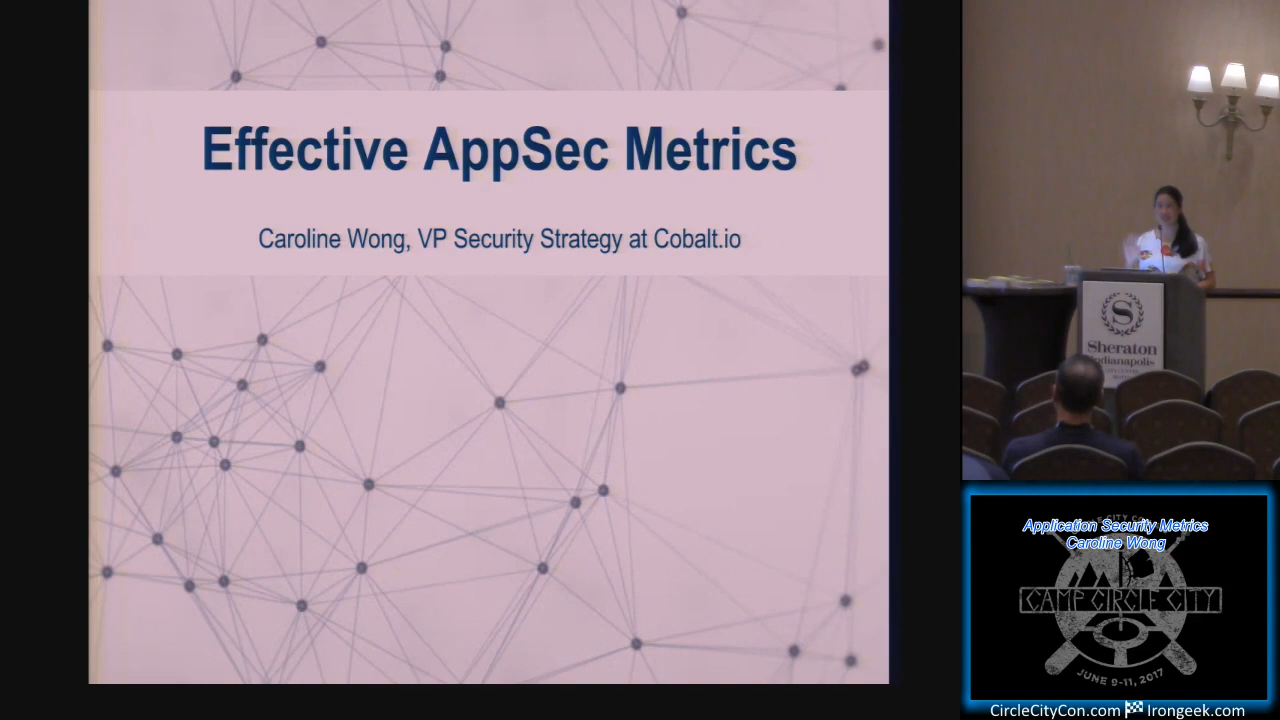 Effective AppSec Metrics
Caroline Wong, VP Security Strategy at Cobalt.io
S
Sheraton
Indianapolis
Application Security Metrics
Caroline Wong
CAMP CIRCLE CITY
JUNE 9-11, 2017
CircleCityCon.com Irongeek.com